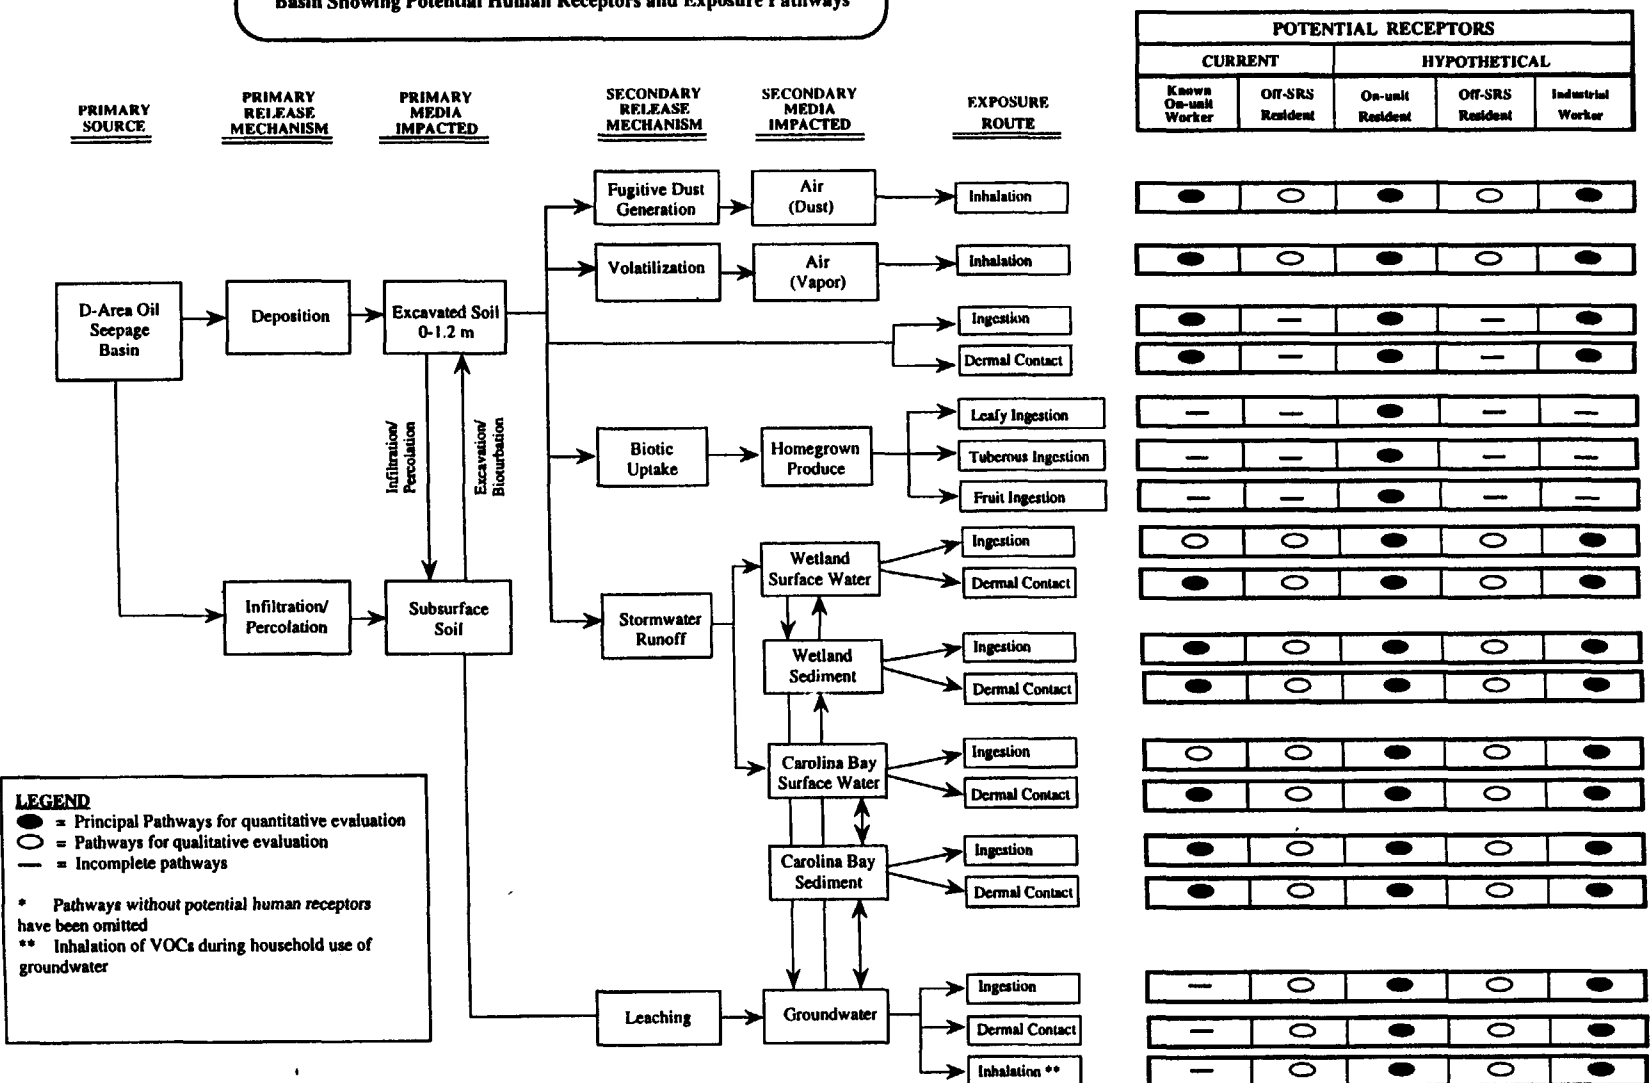 Basin Showing Potential Human Receptors and Exposure Pathways
POTENTIAL RECEPTORS
CURRENT
HYPOTHETICAL
Known
On-unit
Worker
Off-SRS
Resident
On-unit
Resident
Off-SRS
Resident
Industrial
Worker
PRIMARY
SOURCE
PRIMARY
RELEASE
MECHANISM
PRIMARY
MEDIA
IMPACTED
SECONDARY
RELEASE
MECHANISM
SECONDARY
MEDIA
IMPACTED
EXPOSURE
ROUTE
Fugitive Dust
Generation
Air
(Dust)
Inhalation
Volatilization
Air
(Vapor)
Inhalation
D-Area Oil
Seepage
Basin
Deposition
Excavated Soil
0-1.2 m
Ingestion
Dermal Contact
Infiltration/
Percolation
Excavation/
Bioturbation
Biotic
Uptake
Homegrown
Produce
Leafy Ingestion
Tuberous Ingestion
Fruit Ingestion
Infiltration/
Percolation
Subsurface
Soil
Stormwater
Runoff
Wetland
Surface Water
Ingestion
Dermal Contact
Wetland
Sediment
Ingestion
Dermal Contact
Carolina Bay
Surface Water
Ingestion
Dermal Contact
Carolina Bay
Sediment
Ingestion
Dermal Contact
Leaching
Groundwater
Ingestion
Dermal Contact
Inhalation **
LEGEND
= Principal Pathways for quantitative evaluation
= Pathways for qualitative evaluation
= Incomplete pathways
* Pathways without potential human receptors
have been omitted
** Inhalation of VOCs during household use of
groundwater